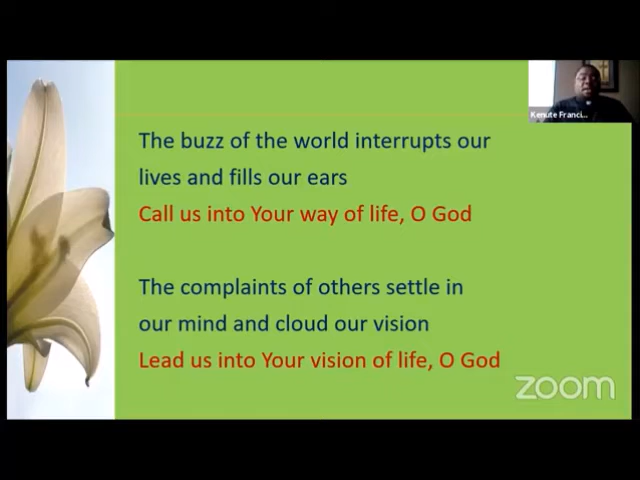 Kenute Franci...
The buzz of the world interrupts our
lives and fills our ears
Call us into Your way of life, O God
The complaints of others settle in
our mind and cloud our vision
Lead us into Your vision of life, O God
zoom